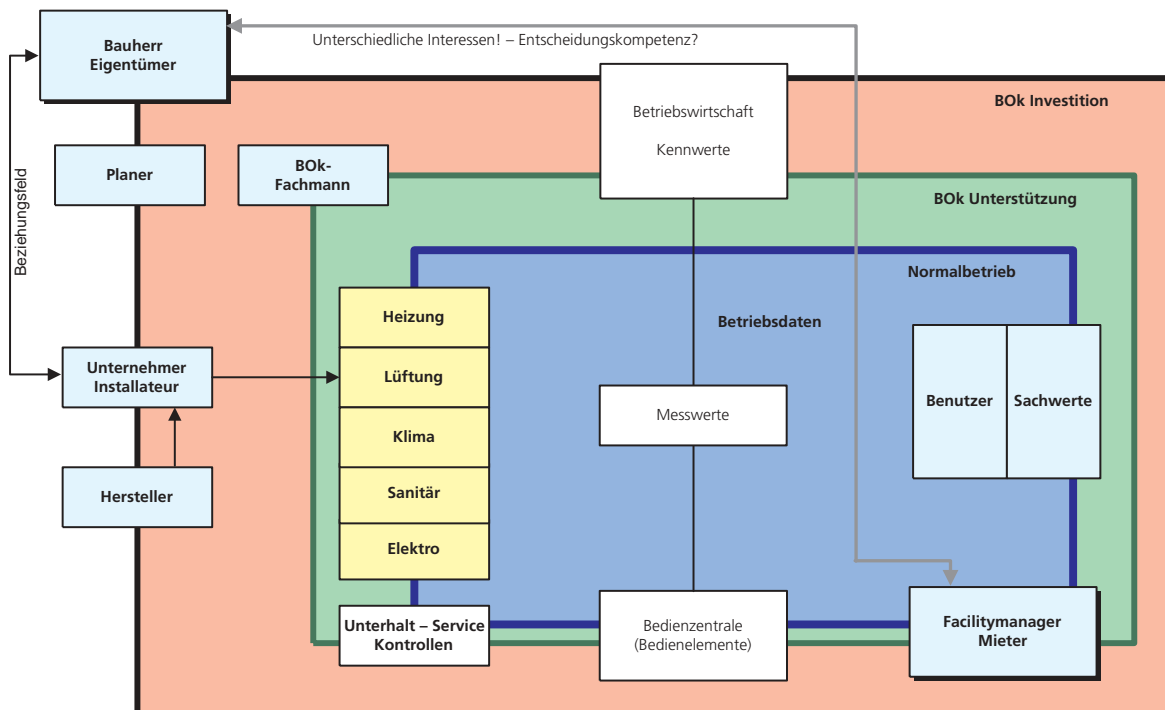 Bauherr
Eigentümer
Unterschiedliche Interessen! – Entscheidungskompetenz?
BOk Investition
Betriebswirtschaft
Kennwerte
Planer
BOk-
Fachmann
BOk Unterstützung
Beziehungsfeld
Normalbetrieb
Heizung
Betriebsdaten
Unternehmer
Installateur
Lüftung
Benutzer
Sachwerte
Messwerte
Klima
Hersteller
Sanitär
Elektro
Unterhalt – Service
Kontrollen
Bedienzentrale
(Bedienelemente)
Facilitymanager
Mieter